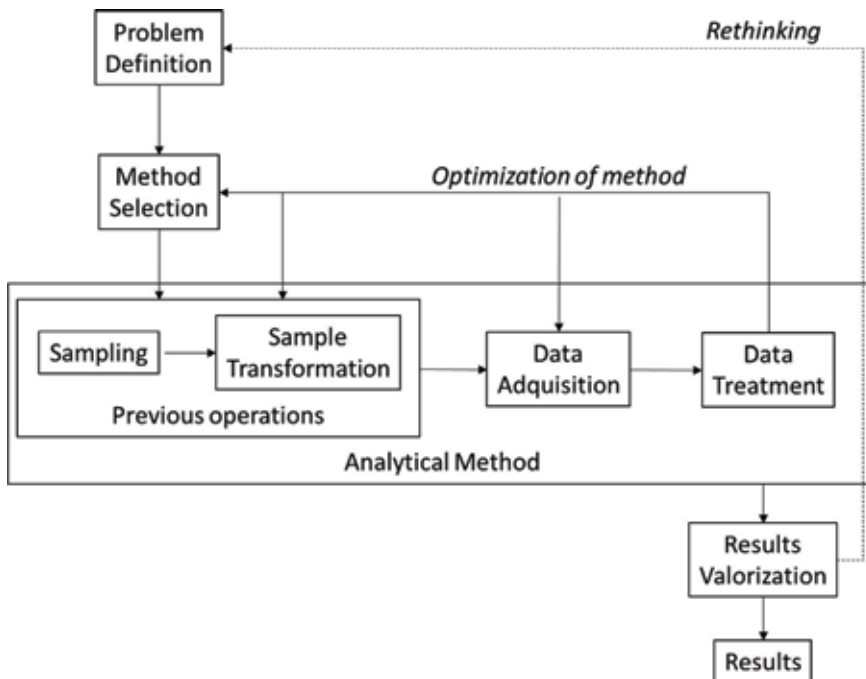 Problem
Definition
Rethinking
Method
Selection
Optimization of method
Sampling
Sample
Transformation
Previous operations
Data
Adquisition
Data
Treatment
Analytical Method
Results
Valorization
Results